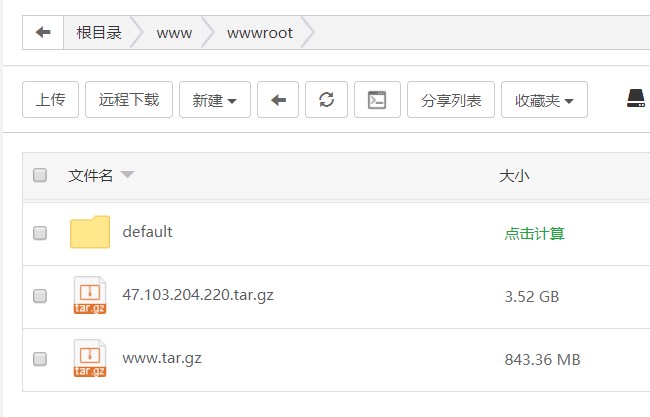 根目录 www wwwroot
上传 远程下载 新建 分享列表 收藏夹
文件名 大小
default 点击计算
tar.gz 47.103.204.220.tar.gz 3.52 GB
tar.gz www.tar.gz 843.36 MB